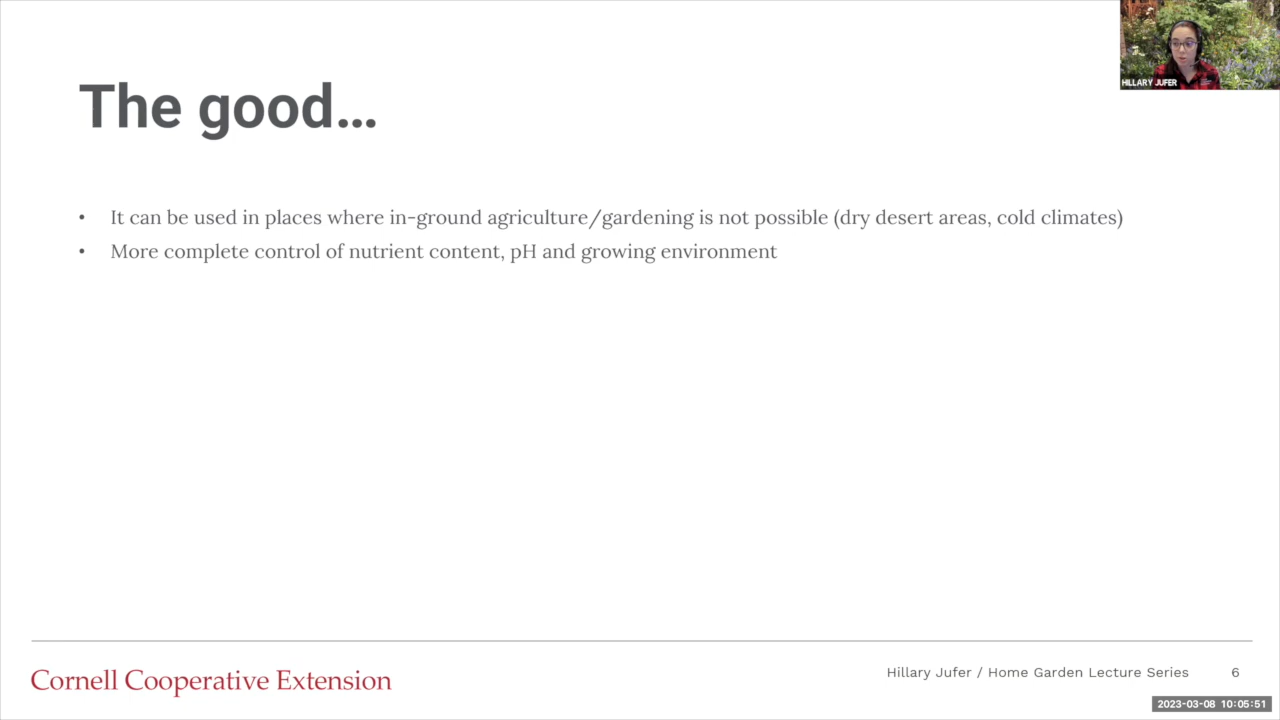 HILLARY JUFER
The good...
• It can be used in places where in-ground agriculture/gardening is not possible (dry desert areas, cold climates)
• More complete control of nutrient content, pH and growing environment
Cornell Cooperative Extension
Hillary Jufer / Home Garden Lecture Series 6
2023-03-08 10:05:51